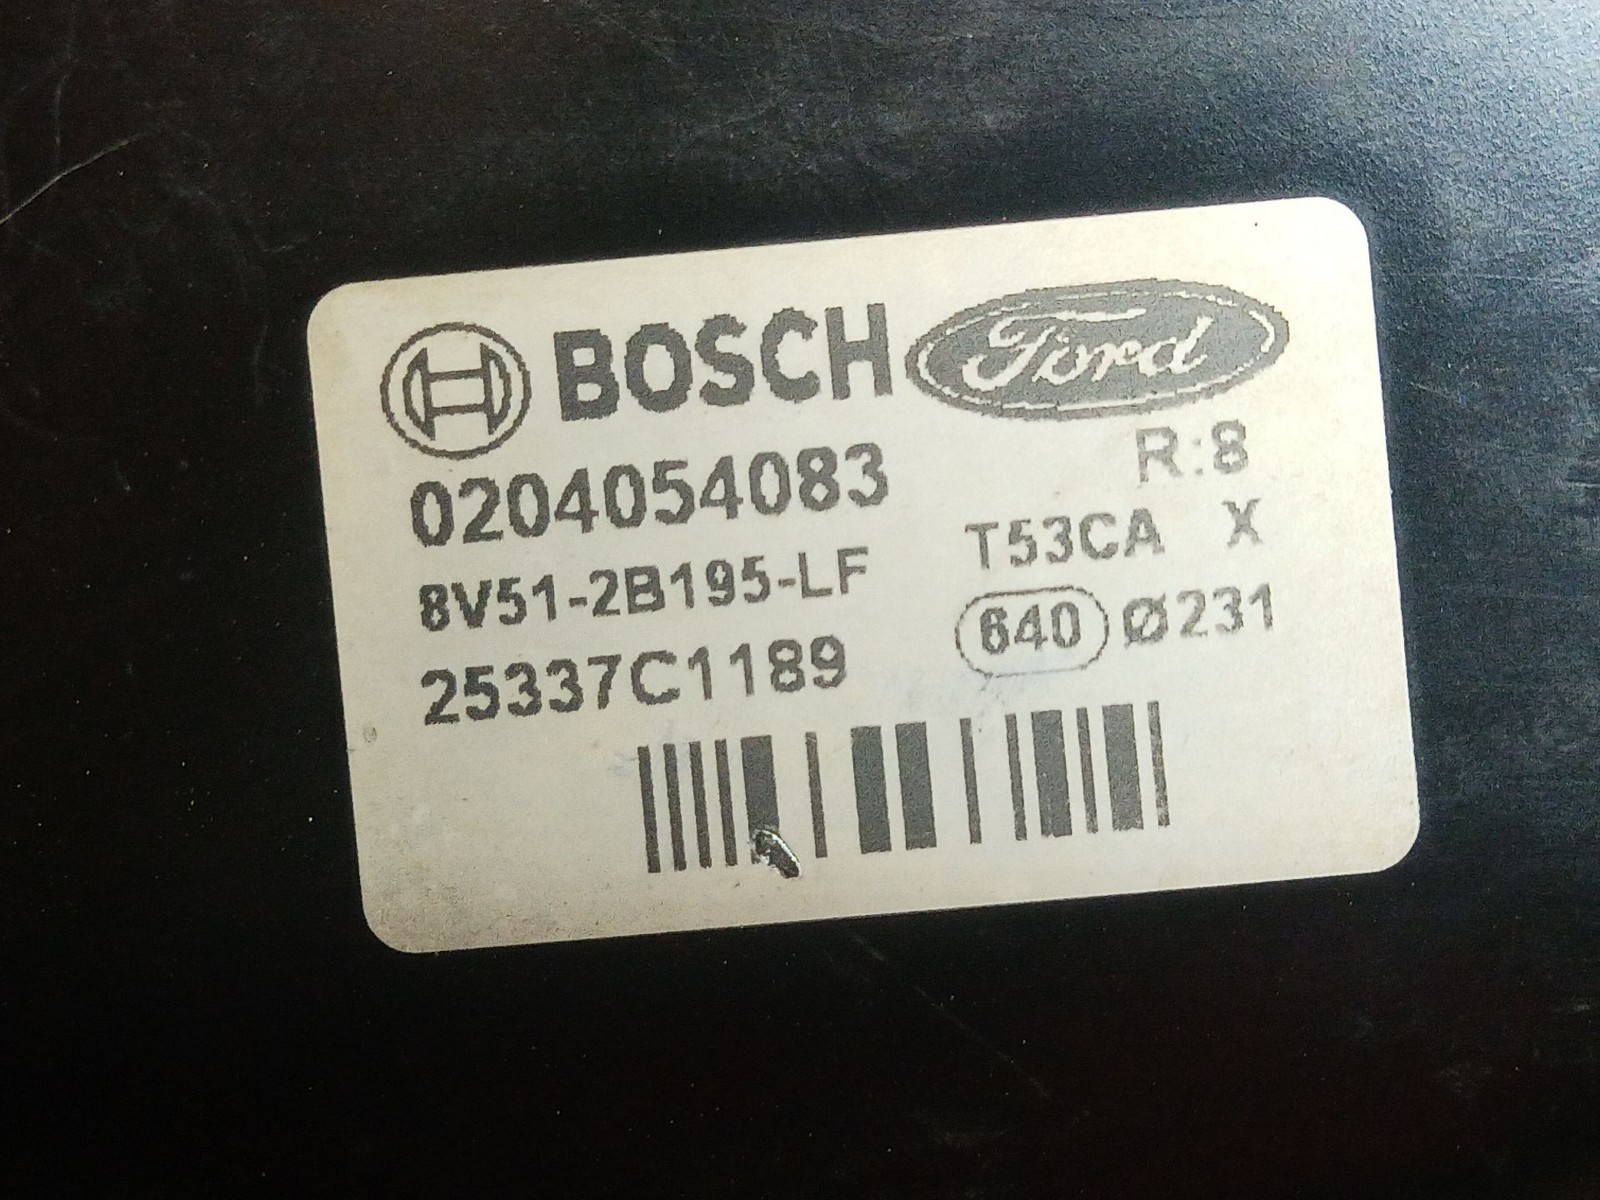 BOSCH Ford
R:8
0204054083
T53CA X
8V51-2B195-LF
640 Ø231
25337C1189